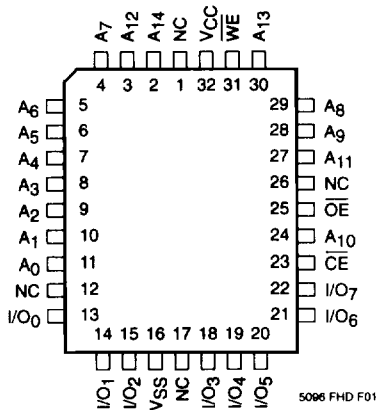 A7 A12 A14 NC VCC WE A13
4 3 2 1 32 31 30
A6 5 29 A8
A5 6 28 A9
A4 7 27 A11
A3 8 26 NC
A2 9 25 OE
A1 10 24 A10
A0 11 23 CE
NC 12 22 I/O7
I/O0 13 21 I/O6
14 15 16 17 18 19 20
I/O1 I/O2 VSS NC I/O3 I/O4 I/O5
5096 FHD F01